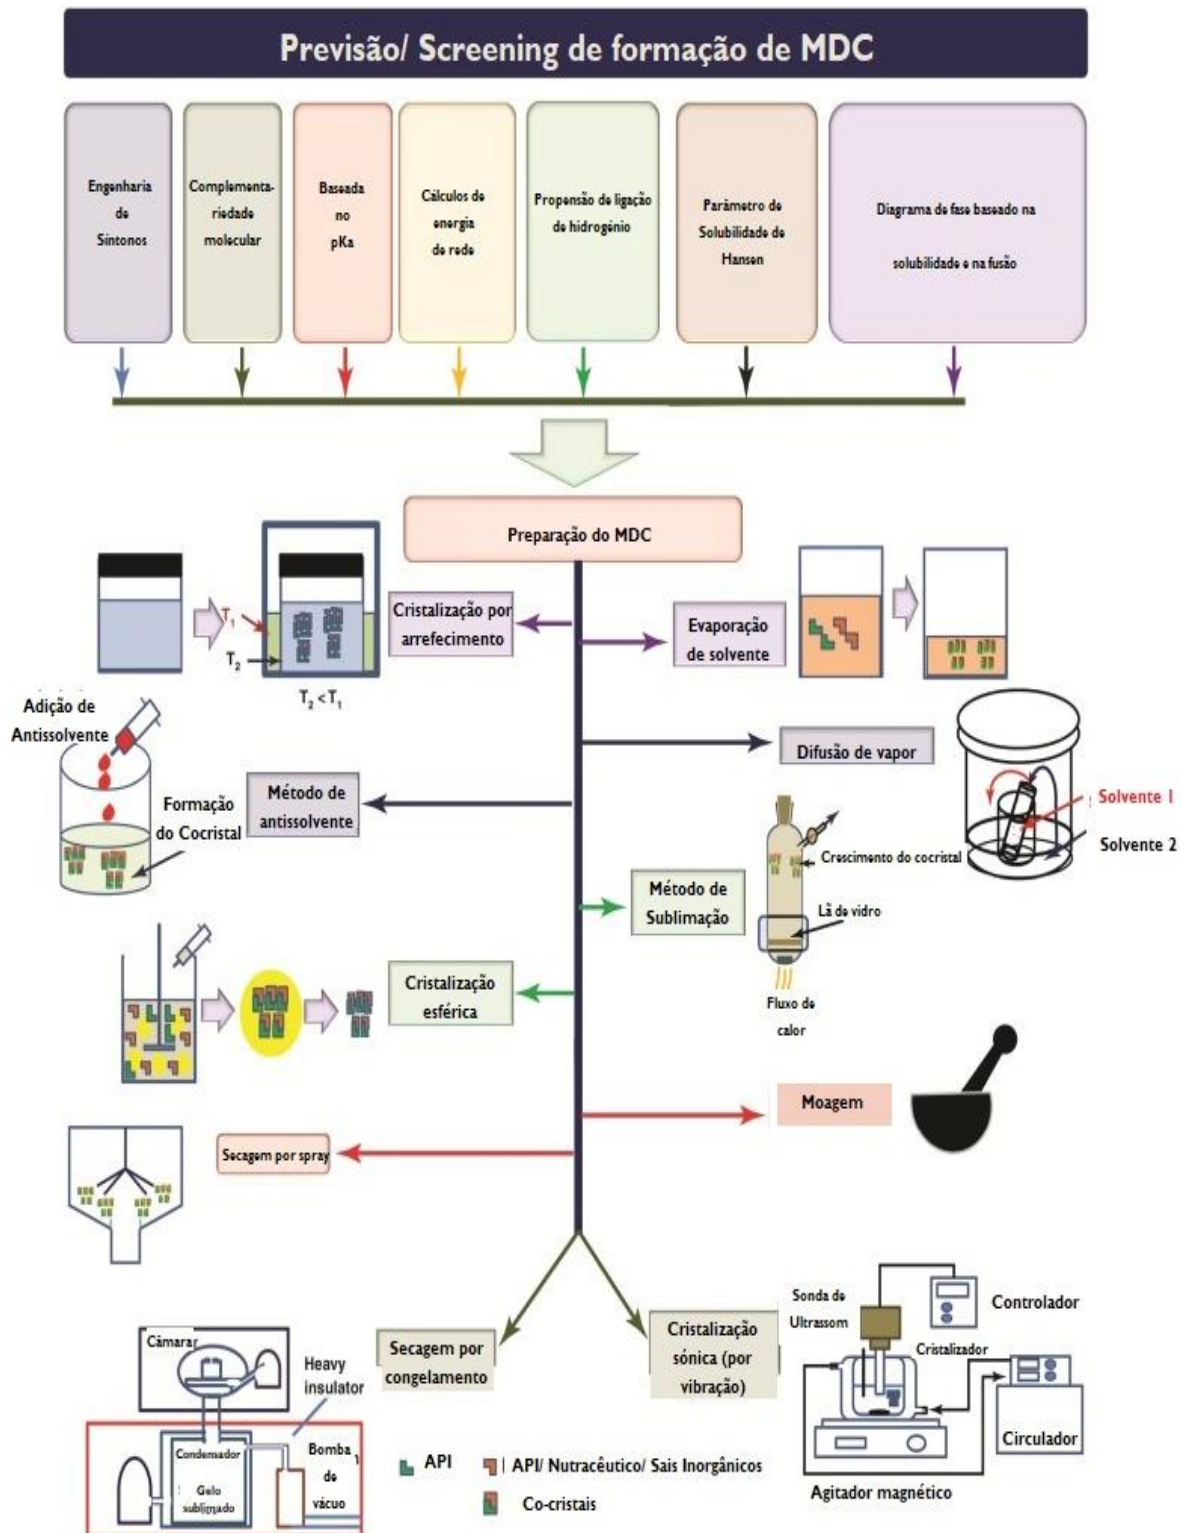 Previsão/ Screening de formação de MDC
Engenharia
de
Síntonos
Complementa-
riedade
molecular
Baseada
no
pKa
Cálculos de
energia
de rede
Propensão de ligação
de hidrogénio
Parâmetro de
Solubilidade de
Hansen
Diagrama de fase baseado na
solubilidade e na fusão
Preparação do MDC
T1
T2
T2 < T1
Cristalização por
arrefecimento
Evaporação
de solvente
Adição de
Antissolvente
Formação
do Cocristal
Método de
antissolvente
Difusão de vapor
Solvente 1
Solvente 2
Método de
Sublimação
Crescimento do cocristal
Lã de vidro
Fluxo de
calor
Cristalização
esférica
Moagem
Secagem por spray
Secagem por
congelamento
Cristalização
sónica (por
vibração)
Câmarar
Heavy
insulator
Condensador
Gelo
sublimado
Bomba
de
vácuo
Sonda de
Ultrassom
Controlador
Cristalizador
Circulador
Agitador magnético
API
API/ Nutracêutico/ Sais Inorgânicos
Co-cristais